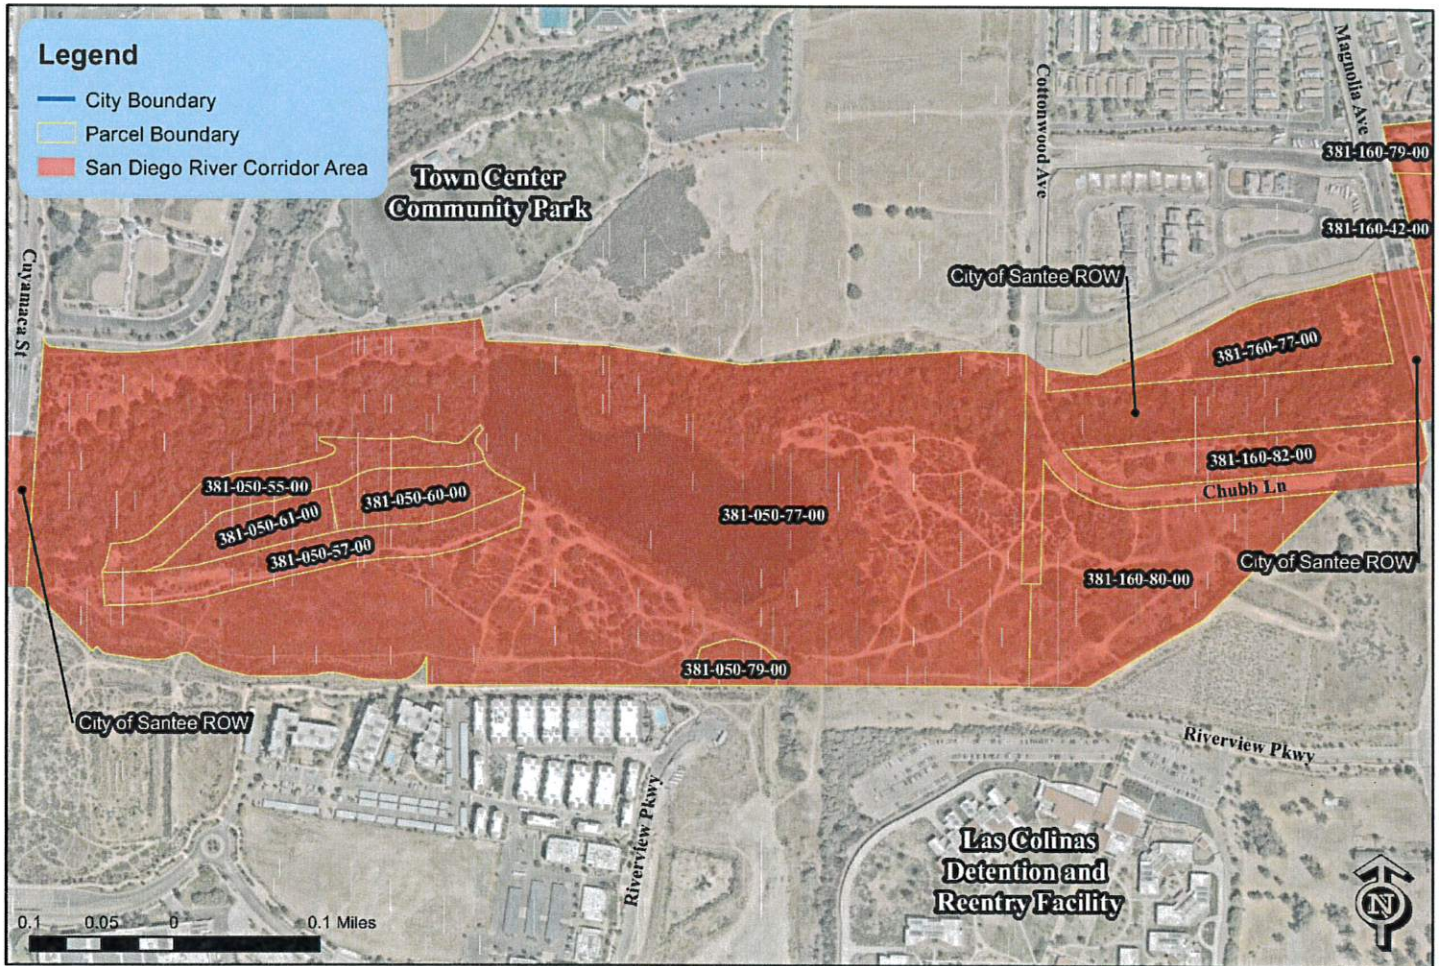 Legend
City Boundary
Parcel Boundary
San Diego River Corridor Area
Town Center
Community Park
Cuyamaca St
Cottonwood Ave
Magnolia Ave
381-160-79-00
381-160-42-00
City of Santee ROW
381-760-77-00
381-160-82-00
Chubb Ln
381-050-55-00
381-050-60-00
381-050-61-00
381-050-57-00
381-050-77-00
381-160-80-00
City of Santee ROW
381-050-79-00
City of Santee ROW
Riverview Pkwy
Riverview Pkwy
Las Colinas
Detention and
Reentry Facility
0.1 0.05 0 0.1 Miles
N